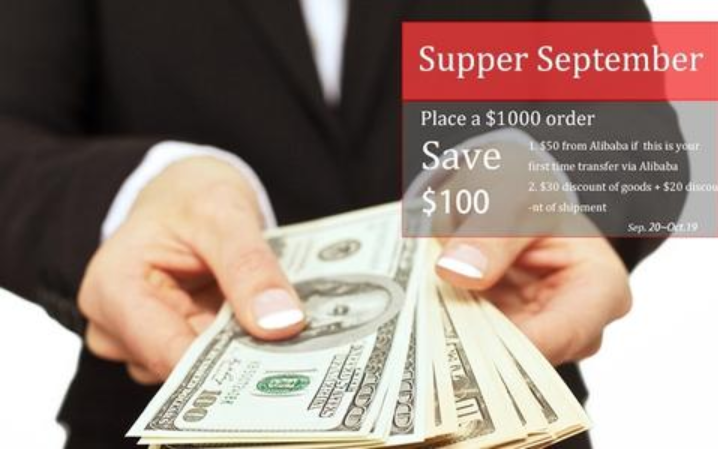 Supper September
Place a $1000 order
Save
$100
1. $50 from Alibaba if this is your
first time transfer via Alibaba
2. $30 discount of goods + $20 discou
-nt of shipment
Sep. 20~Oct.19
100